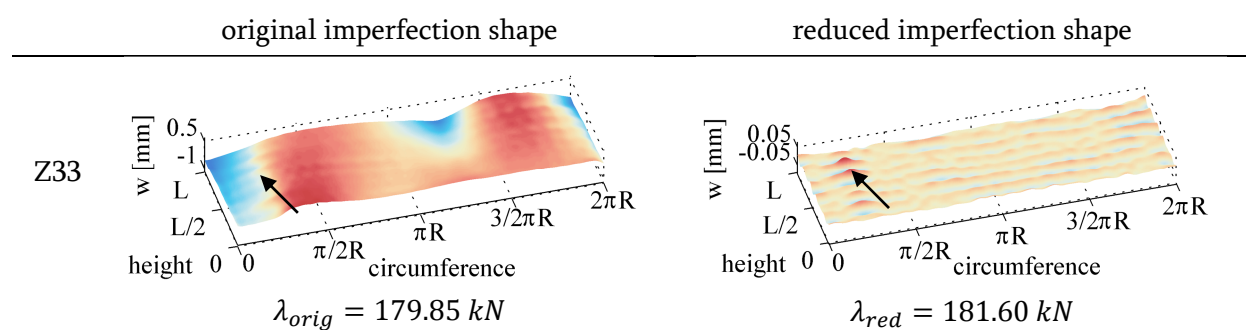 original imperfection shape reduced imperfection shape
Z33
w [mm]
0.5
-1
L
L/2
height 0
0 π/2R πR 3/2πR 2πR
circumference
w [mm]
0.05
-0.05
L
L/2
height 0
0 π/2R πR 3/2πR 2πR
circumference
λ_orig = 179.85 kN λ_red = 181.60 kN